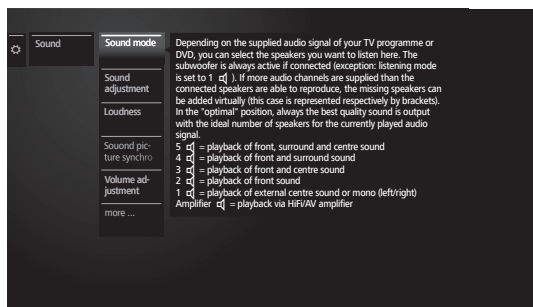 Sound
Sound mode
Sound
adjustment
Loudness
Souond pic-
ture synchro
Volume ad-
justment
more ...
Depending on the supplied audio signal of your TV programme or
DVD, you can select the speakers you want to listen here. The
subwoofer is always active if connected (exception: listening mode
is set to 1 ). If more audio channels are supplied than the
connected speakers are able to reproduce, the missing speakers can
be added virtually (this case is represented respectively by brackets).
In the "optimal" position, always the best quality sound is output
with the ideal number of speakers for the currently played audio
signal.
5 = playback of front, surround and centre sound
4 = playback of front and surround sound
3 = playback of front and centre sound
2 = playback of front sound
1 = playback of external centre sound or mono (left/right)
Amplifier = playback via HiFi/AV amplifier